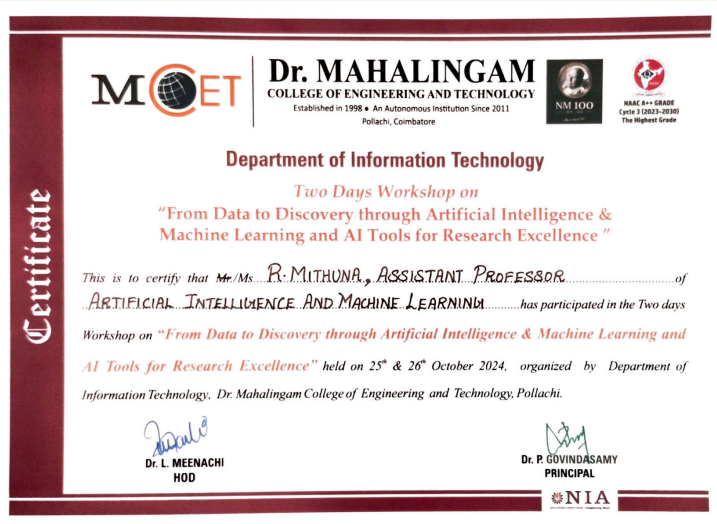 MCET
Dr. MAHALINGAM
COLLEGE OF ENGINEERING AND TECHNOLOGY
Established in 1998 ● An Autonomous Institution Since 2011
Pollachi, Coimbatore
NM 100
NAAC A++ GRADE
Cycle 3 (2023-2030)
The Highest Grade
Certificate
Department of Information Technology
Two Days Workshop on
“From Data to Discovery through Artificial Intelligence &
Machine Learning and AI Tools for Research Excellence ”
This is to certify that Mr./Ms. R. MITHUNA, ASSISTANT PROFESSOR of
ARTIFICIAL INTELLIGENCE AND MACHINE LEARNING has participated in the Two days
Workshop on “From Data to Discovery through Artificial Intelligence & Machine Learning and
AI Tools for Research Excellence” held on 25th & 26th October 2024, organized by Department of
Information Technology, Dr. Mahalingam College of Engineering and Technology, Pollachi.
Dr. L. MEENACHI
HOD
Dr. P. GOVINDASAMY
PRINCIPAL
NIA